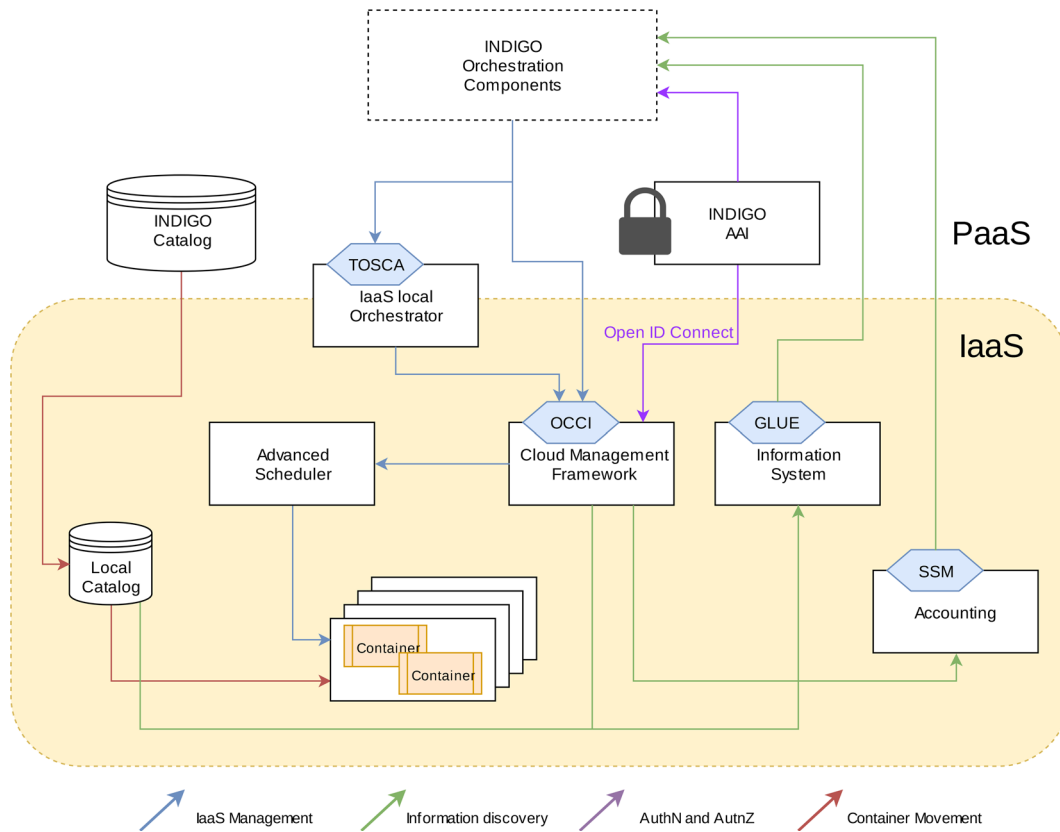 INDIGO
Orchestration
Components
INDIGO
Catalog
INDIGO
AAI
PaaS
TOSCA
IaaS local
Orchestrator
Open ID Connect
IaaS
OCCI
Cloud Management
Framework
GLUE
Information
System
Advanced
Scheduler
Local
Catalog
SSM
Accounting
Container
Container
IaaS Management
Information discovery
AuthN and AutnZ
Container Movement